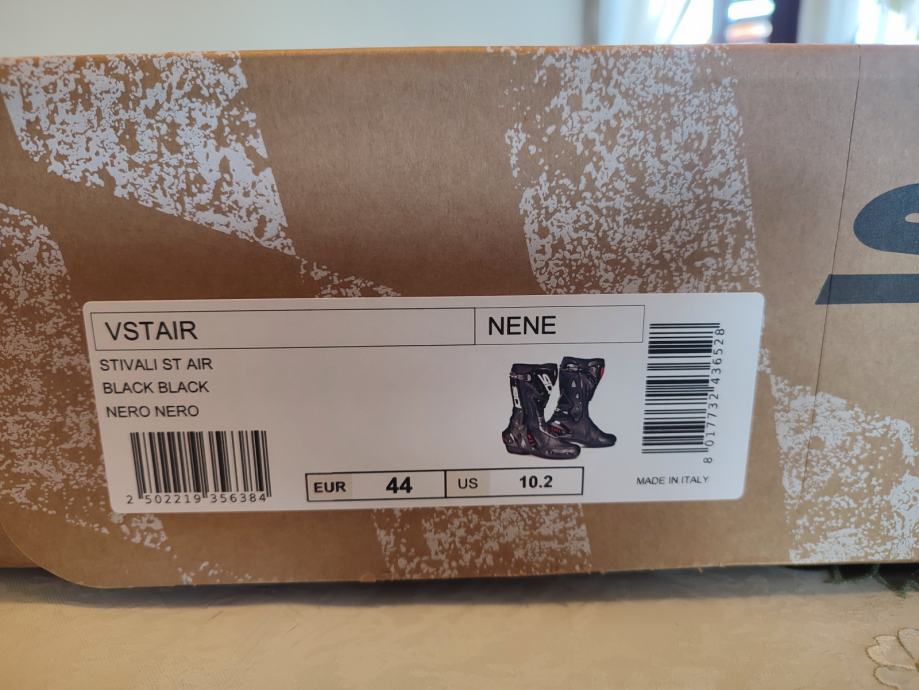 VSTAIR NENE
STIVALI ST AIR
BLACK BLACK
NERO NERO
2 502219 356384
EUR 44 US 10.2
8 017732 436528
MADE IN ITALY
S